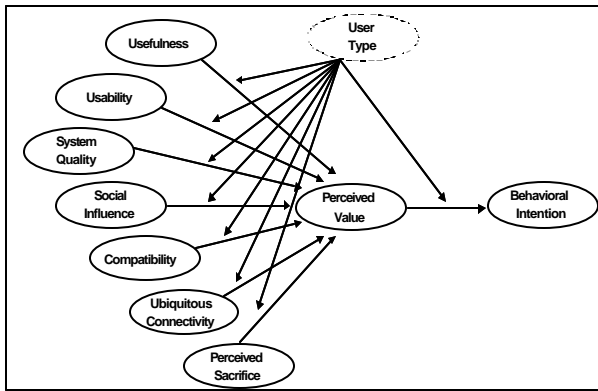 Usefulness
User
Type
Usability
System
Quality
Social
Influence
Perceived
Value
Behavioral
Intention
Compatibility
Ubiquitous
Connectivity
Perceived
Sacrifice